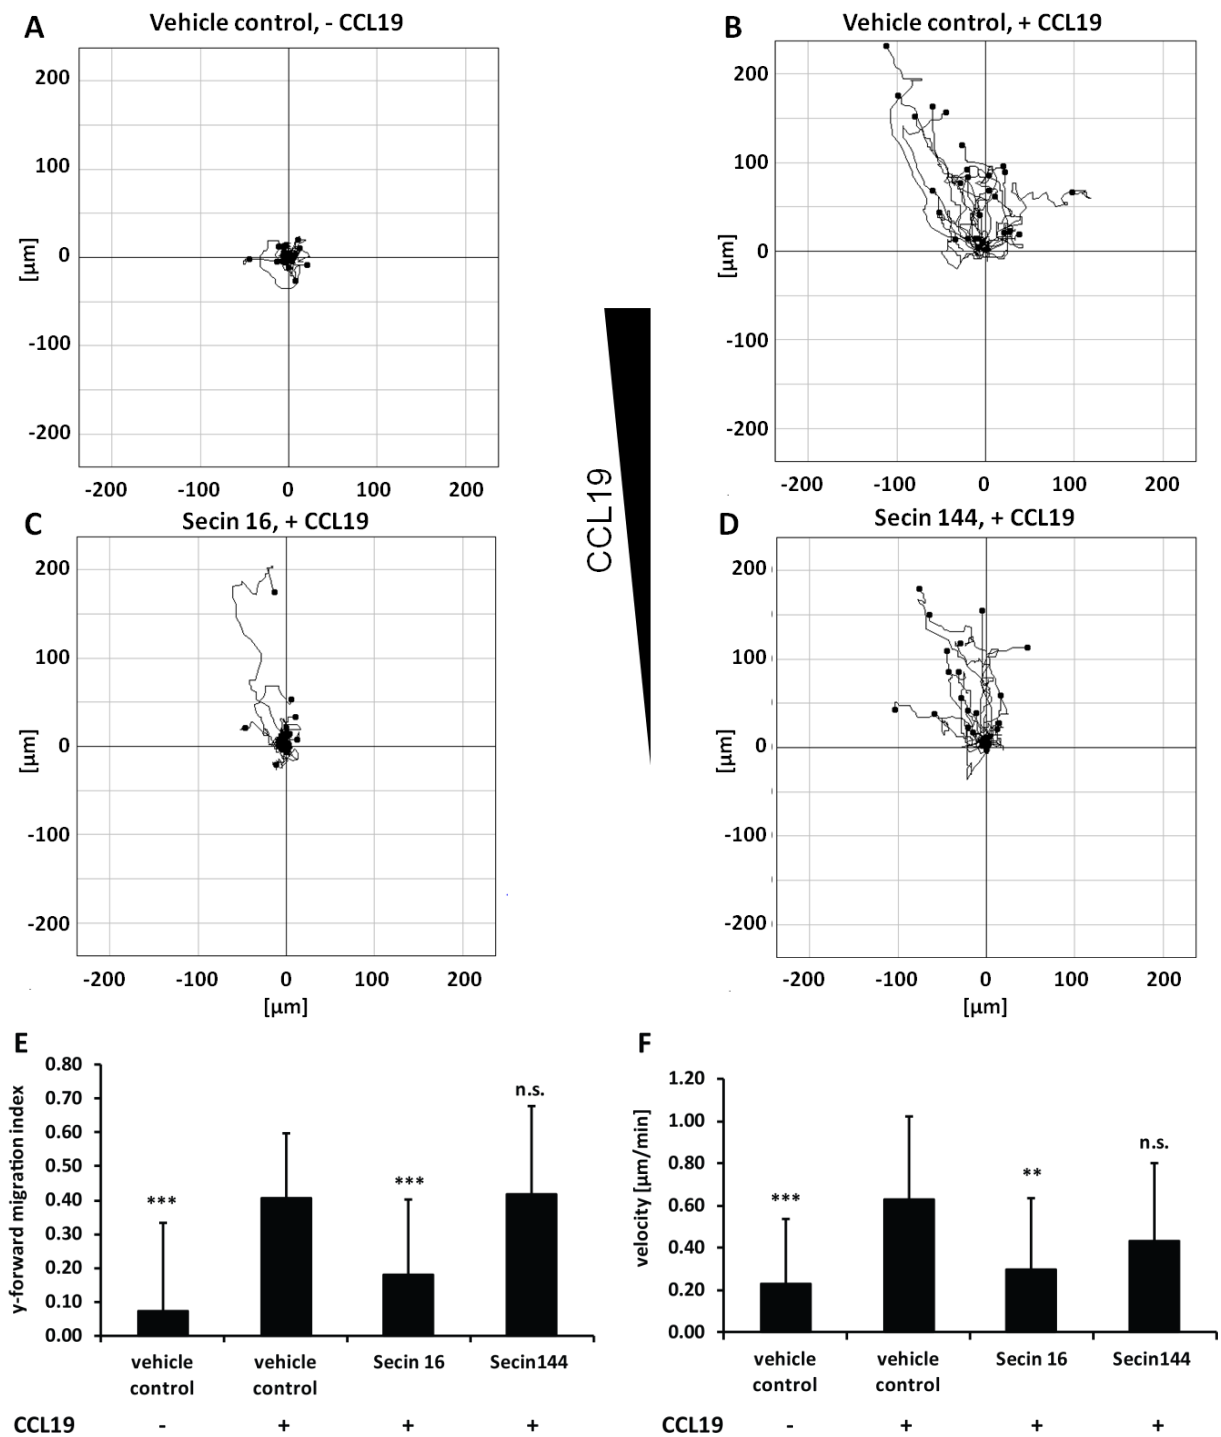 A Vehicle control, - CCL19
200
100
0
-100
-200
[µm]
-200 -100 0 100 200
B Vehicle control, + CCL19
200
100
0
-100
-200
[µm]
-200 -100 0 100 200
CCL19
C Secin 16, + CCL19
200
100
0
-100
-200
[µm]
-200 -100 0 100 200
[µm]
D Secin 144, + CCL19
200
100
0
-100
-200
[µm]
-200 -100 0 100 200
[µm]
E
y-forward migration index
0.80
0.70
0.60
0.50
0.40
0.30
0.20
0.10
0.00
***
***
n.s.
vehicle control
vehicle control
Secin 16
Secin144
CCL19 - + + +
F
velocity [µm/min]
1.20
1.00
0.80
0.60
0.40
0.20
0.00
***
**
n.s.
vehicle control
vehicle control
Secin 16
Secin144
CCL19 - + + +